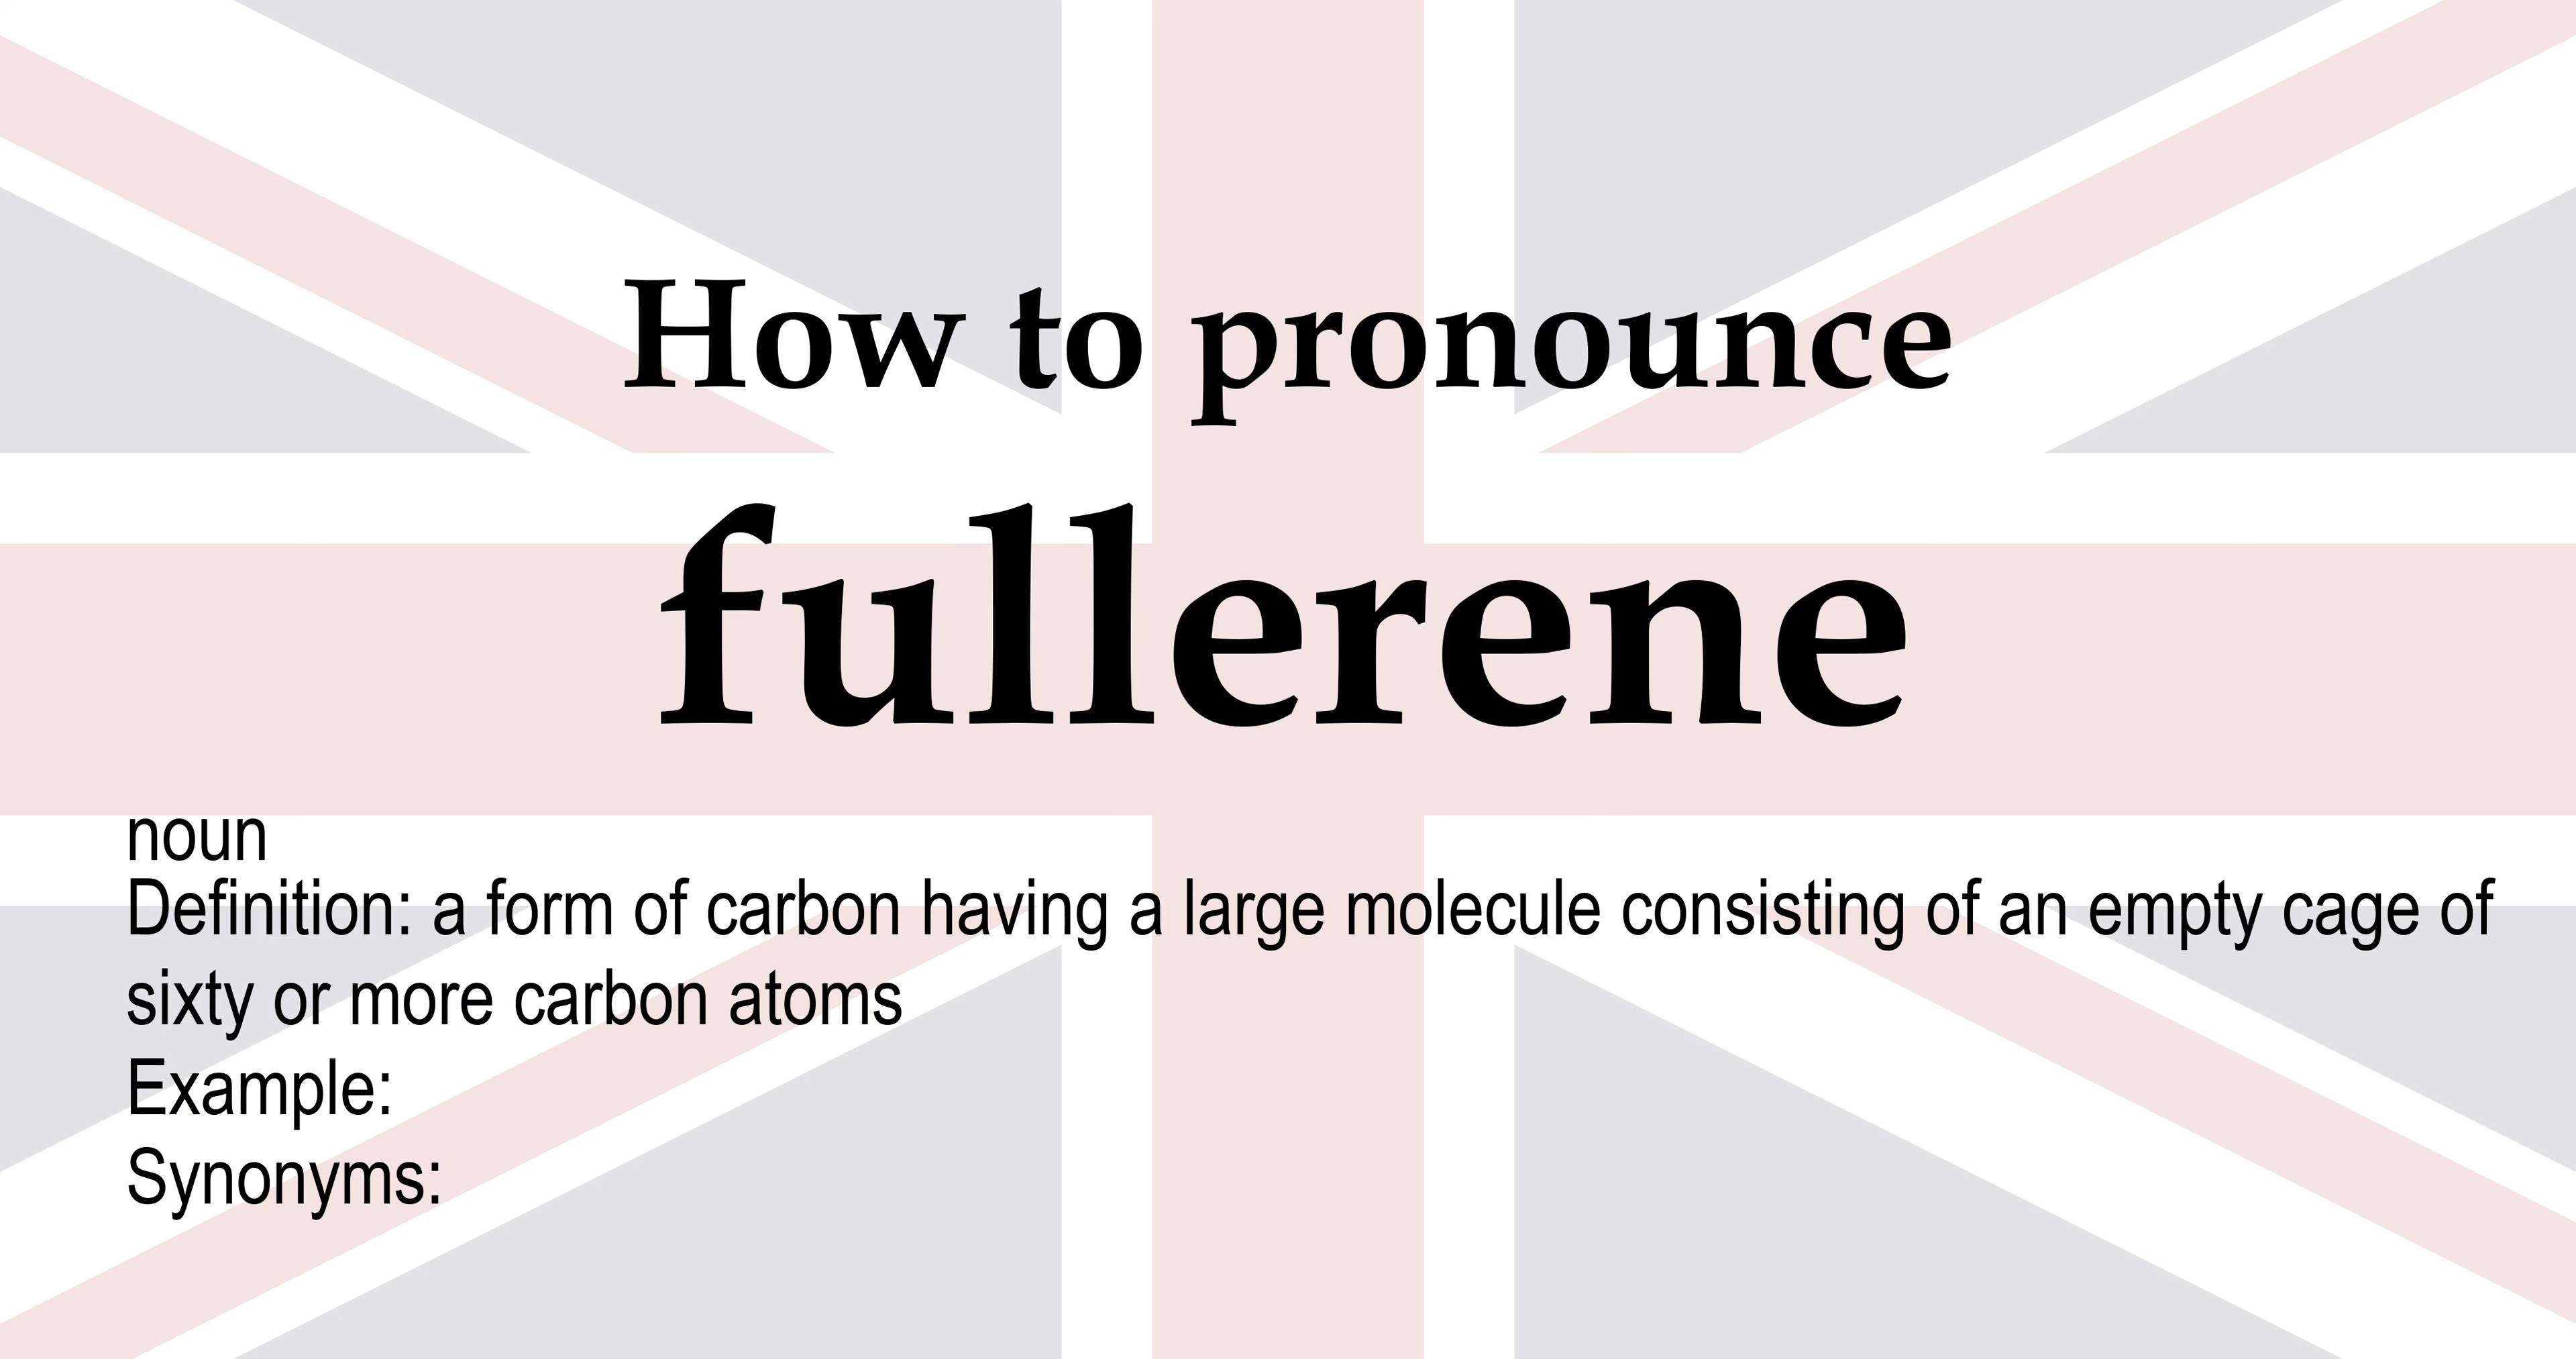 How to pronounce
fullerene
noun
Definition: a form of carbon having a large molecule consisting of an empty cage of
sixty or more carbon atoms
Example:
Synonyms: